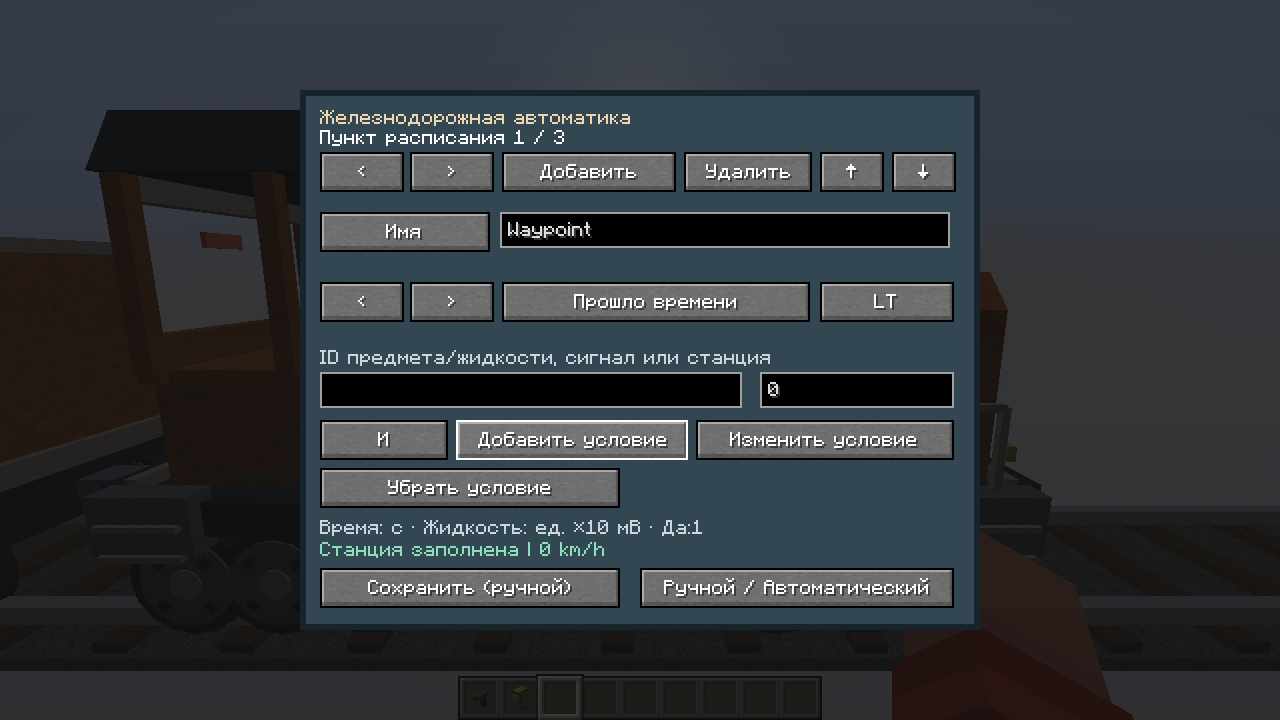 Железнодорожная автоматика
Пункт расписания 1 / 3
< > Добавить Удалить ↑ ↓
Имя Waypoint
< > Прошло времени LT
ID предмета/жидкости, сигнал или станция
0
И Добавить условие Изменить условие
Убрать условие
Время: с · Жидкость: ед. ×10 мВ · Да:1
Станция заполнена | 0 km/h
Сохранить (ручной) Ручной / Автоматический